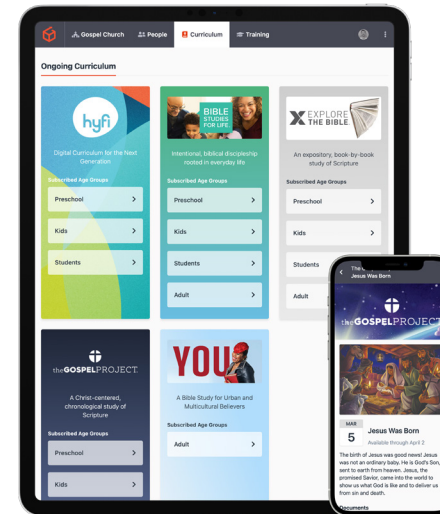 Gospel Church
People
Curriculum
Training
Ongoing Curriculum
hyfi
Digital Curriculum for the Next
Generation
Subscribed Age Groups
Preschool
Kids
Students
BIBLE
STUDIES
FOR LIFE
Intentional, biblical discipleship
rooted in everyday life
Subscribed Age Groups
Preschool
Kids
Students
Adult
EXPLORE
THE BIBLE
An expository, book-by-book
study of Scripture
Subscribed Age Groups
Preschool
Kids
Students
Adult
the GOSPEL PROJECT.
A Christ-centered,
chronological study of
Scripture
Subscribed Age Groups
Preschool
Kids
YOU
A Bible Study for Urban and
Multicultural Believers
Subscribed Age Groups
Adult
Jesus Was Born
the GOSPEL PROJECT
MAR
5
Jesus Was Born
Available through April 2
The birth of Jesus was good news! Jesus
was not an ordinary baby. He is God's Son,
sent to earth from heaven. Jesus, the
promised Savior, came into the world to
show us what God is like and to deliver us
from sin and death.
Documents